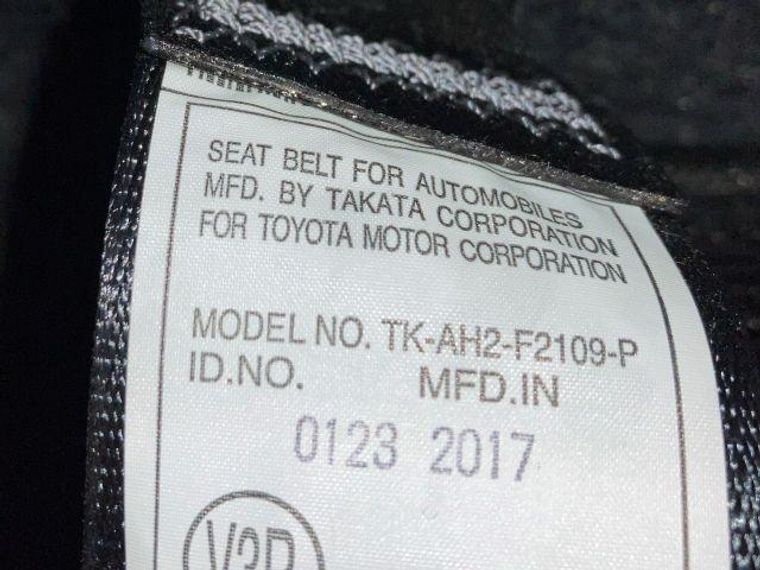 SEAT BELT FOR AUTOMOBILES
MFD. BY TAKATA CORPORATION
FOR TOYOTA MOTOR CORPORATION
MODEL NO. TK-AH2-F2109-P
ID.NO. MFD.IN
0123 2017